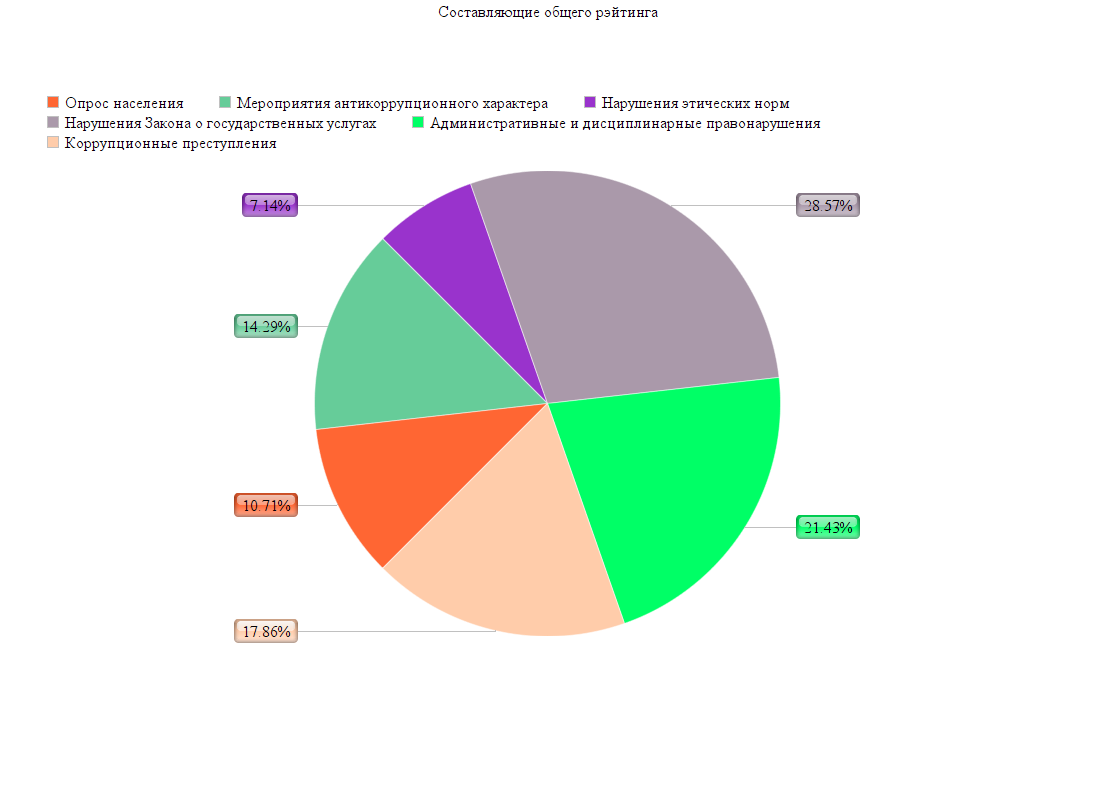 Составляющие общего рэйтинга
Опрос населения Мероприятия антикоррупционного характера Нарушения этических норм
Нарушения Закона о государственных услугах Административные и дисциплинарные правонарушения
Коррупционные преступления
7.14% 28.57%
14.29%
10.71%
21.43%
17.86%